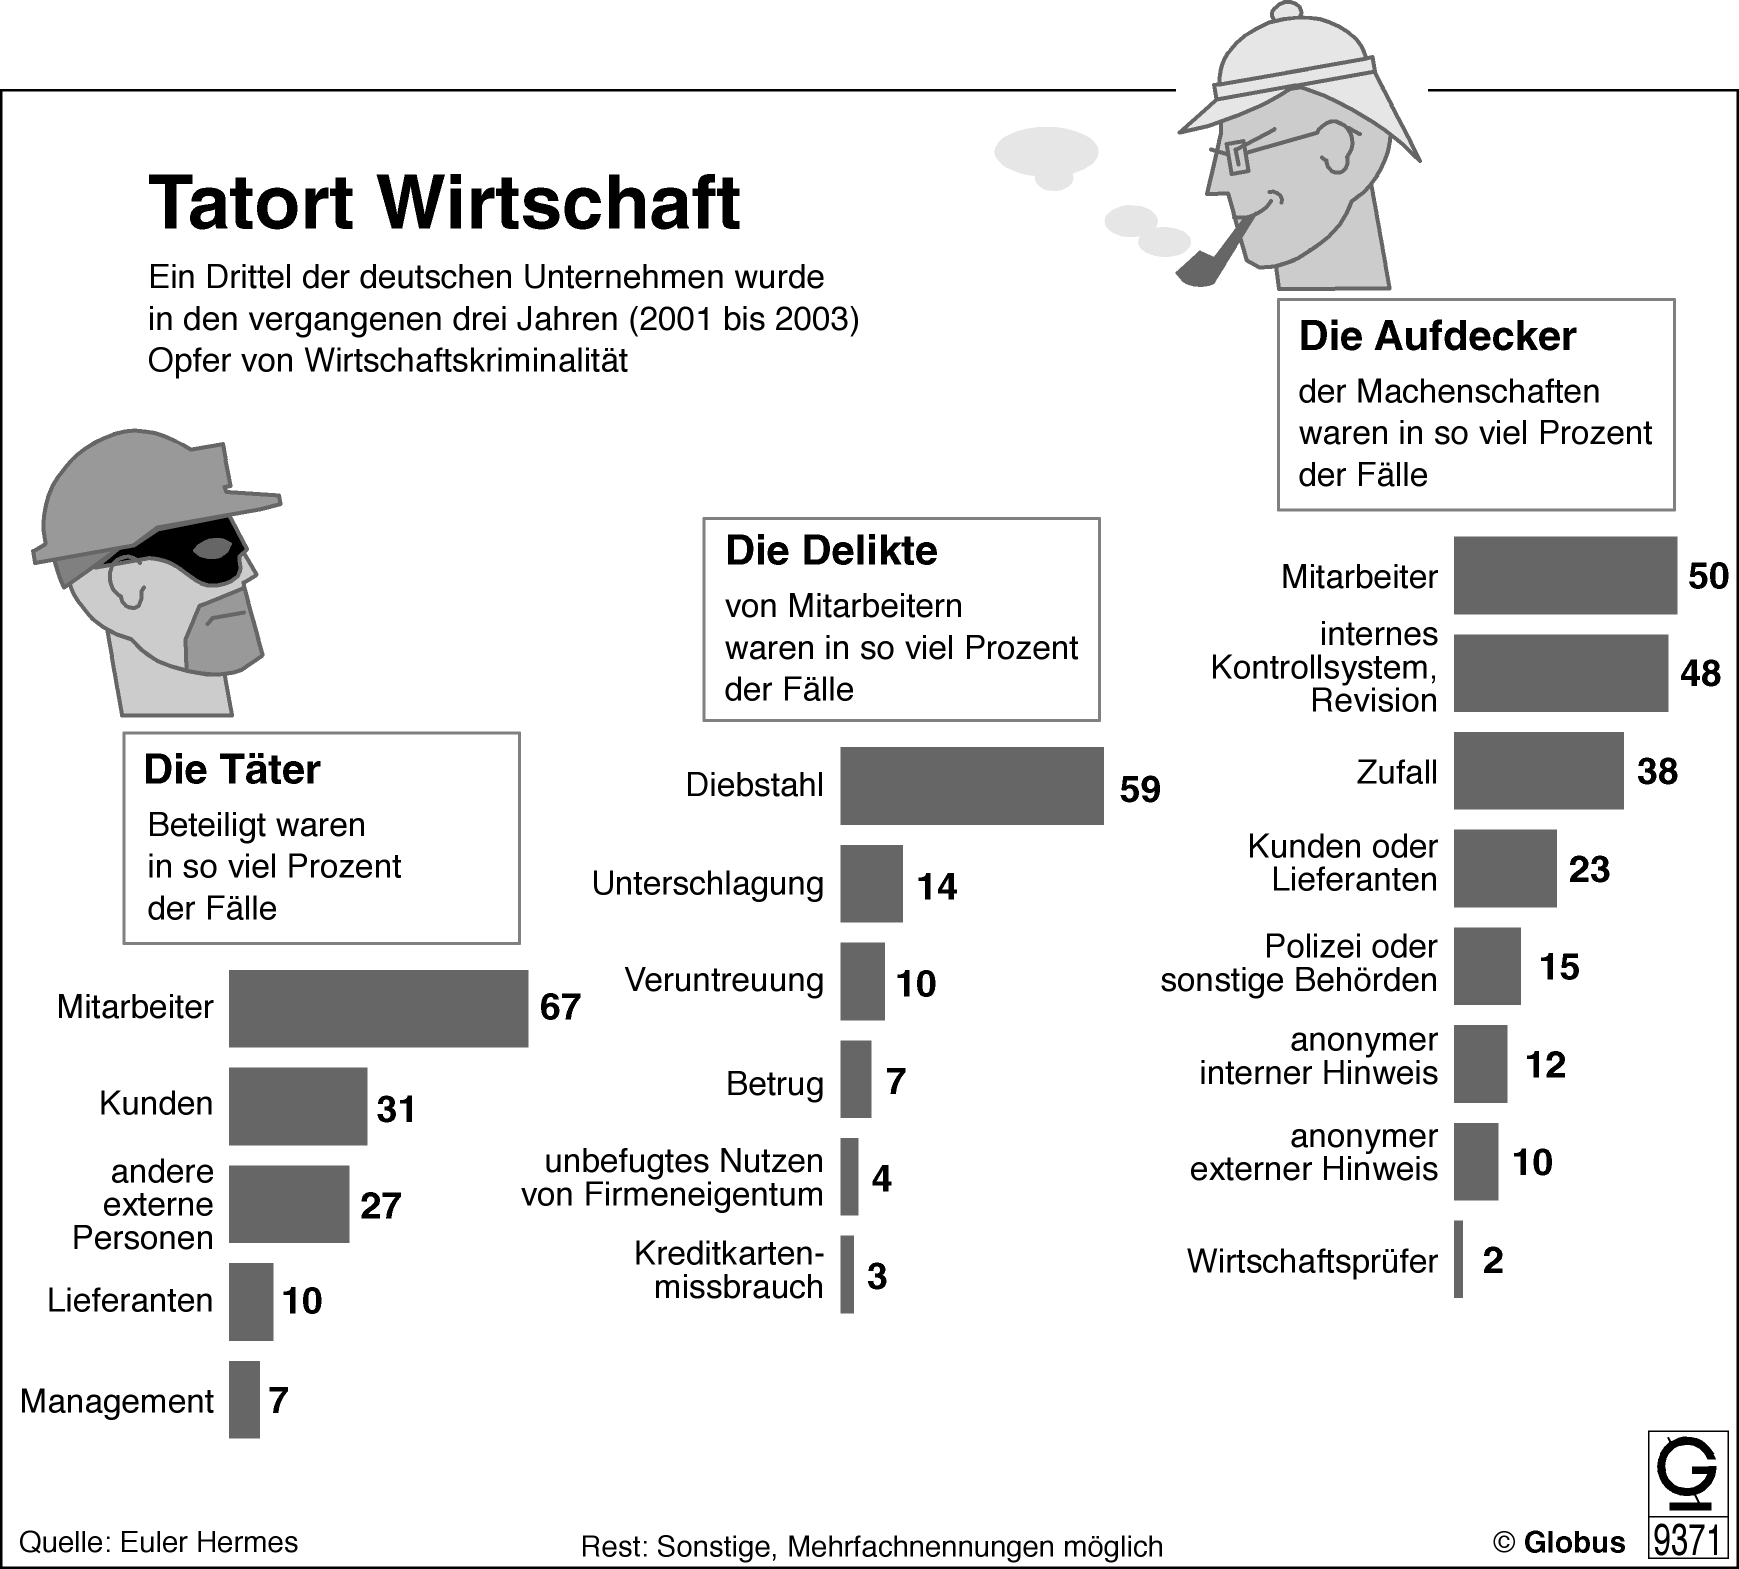 Tatort Wirtschaft
Ein Drittel der deutschen Unternehmen wurde
in den vergangenen drei Jahren (2001 bis 2003)
Opfer von Wirtschaftskriminalität
Die Täter
Beteiligt waren
in so viel Prozent
der Fälle
Mitarbeiter 67
Kunden 31
andere
externe
Personen 27
Lieferanten 10
Management 7
Die Delikte
von Mitarbeitern
waren in so viel Prozent
der Fälle
Diebstahl 59
Unterschlagung 14
Veruntreuung 10
Betrug 7
unbefugtes Nutzen
von Firmeneigentum 4
Kreditkarten-
missbrauch 3
Die Aufdecker
der Machenschaften
waren in so viel Prozent
der Fälle
Mitarbeiter 50
internes
Kontrollsystem,
Revision 48
Zufall 38
Kunden oder
Lieferanten 23
Polizei oder
sonstige Behörden 15
anonymer
interner Hinweis 12
anonymer
externer Hinweis 10
Wirtschaftsprüfer 2
Quelle: Euler Hermes
Rest: Sonstige, Mehrfachnennungen möglich
© Globus
G
9371